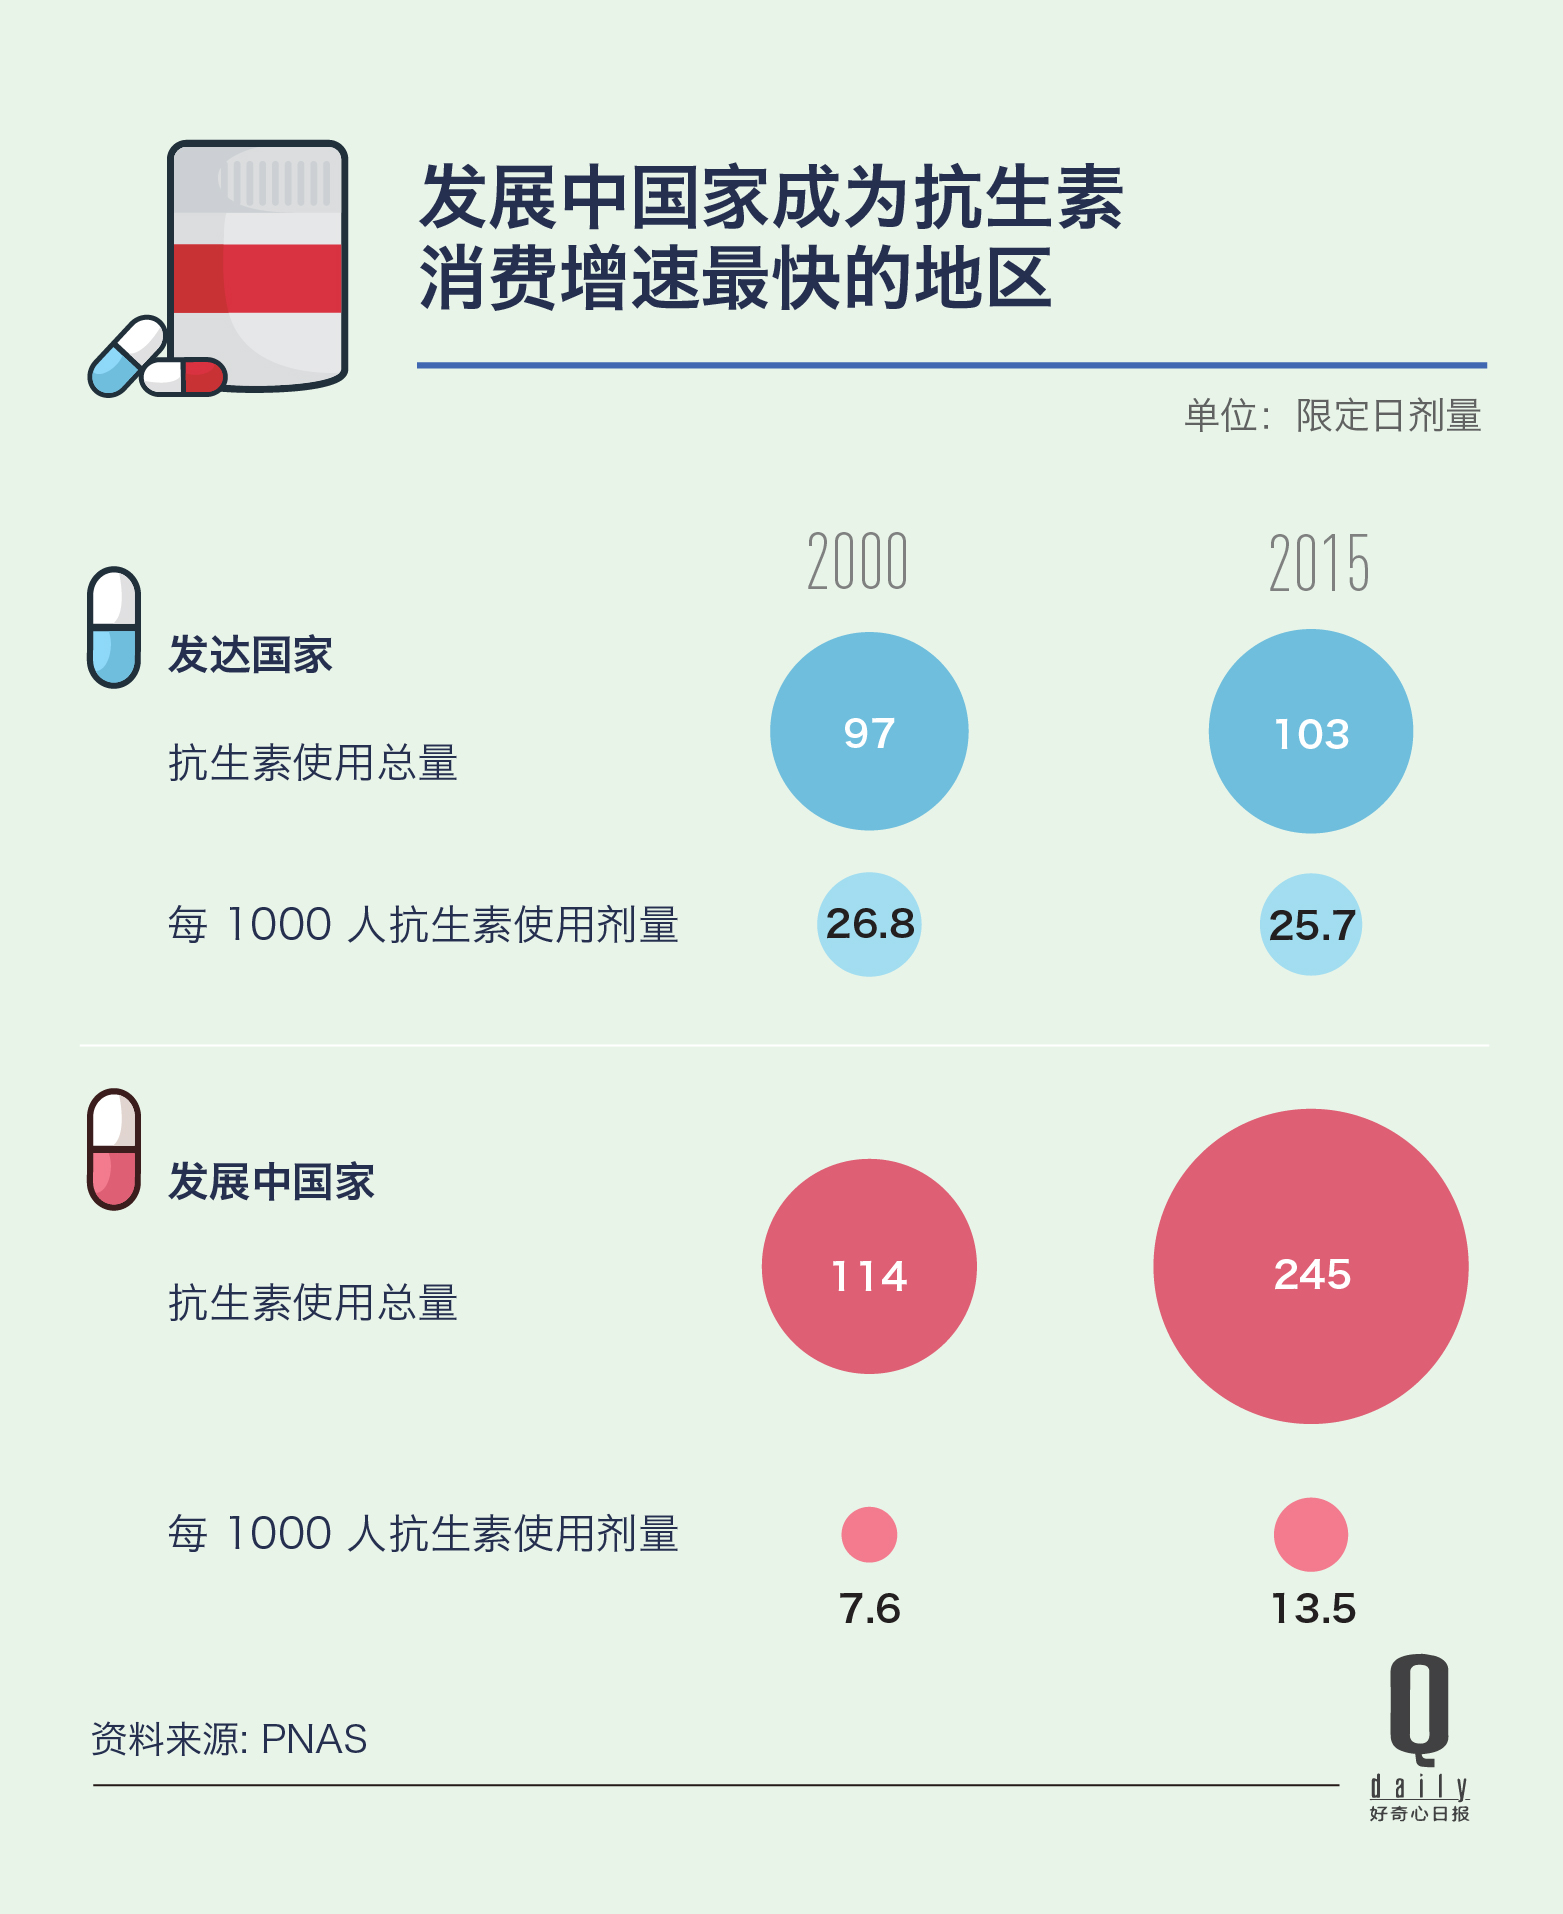 发展中国家成为抗生素
消费增速最快的地区
单位：限定日剂量
2000 2015
发达国家
抗生素使用总量 97 103
每 1000 人抗生素使用剂量 26.8 25.7
发展中国家
抗生素使用总量 114 245
每 1000 人抗生素使用剂量 7.6 13.5
资料来源: PNAS
Q
daily
好奇心日报